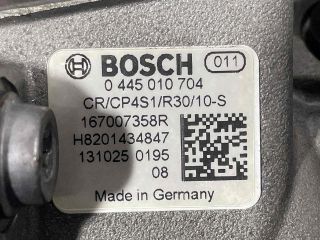 BOSCH 011
0 445 010 704
CR/CP4S1/R30/10-S
167007358R
H8201434847
131025 0195
08
Made in Germany